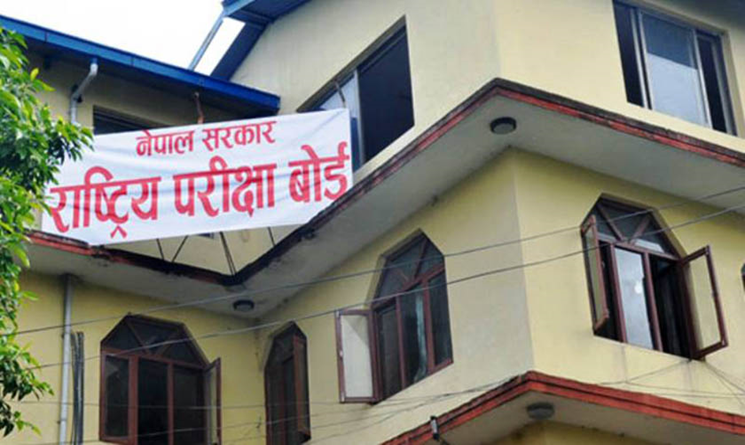 नेपाल सरकार
राष्ट्रिय परीक्षा बोर्ड